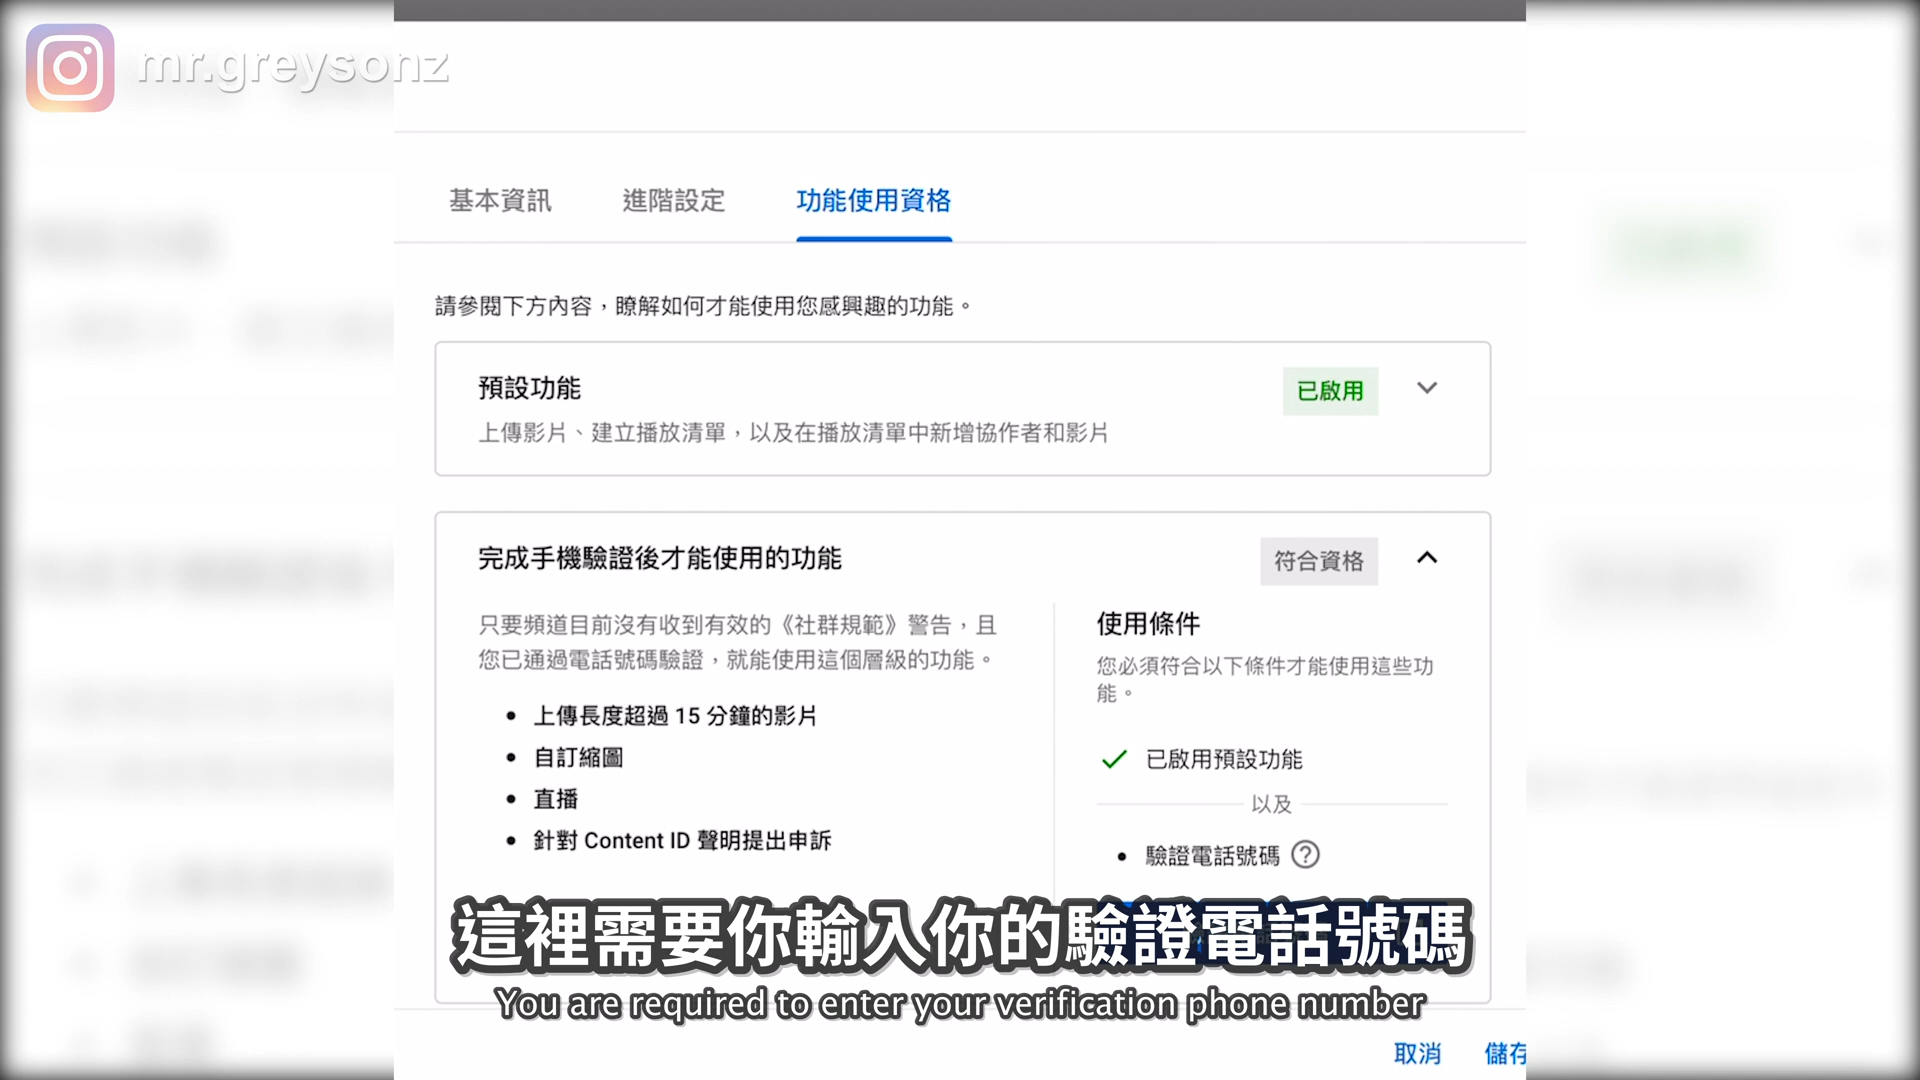 mr.greysonz
基本資訊
進階設定
功能使用資格
請參閱下方內容，瞭解如何才能使用您感興趣的功能。
預設功能
已啟用
上傳影片、建立播放清單，以及在播放清單中新增協作者和影片
完成手機驗證後才能使用的功能
符合資格
只要頻道目前沒有收到有效的《社群規範》警告，且
您已通過電話號碼驗證，就能使用這個層級的功能。
• 上傳長度超過 15 分鐘的影片
• 自訂縮圖
• 直播
• 針對 Content ID 聲明提出申訴
使用條件
您必須符合以下條件才能使用這些功
能。
已啟用預設功能
以及
• 驗證電話號碼
這裡需要你輸入你的驗證電話號碼
You are required to enter your verification phone number
取消
儲存